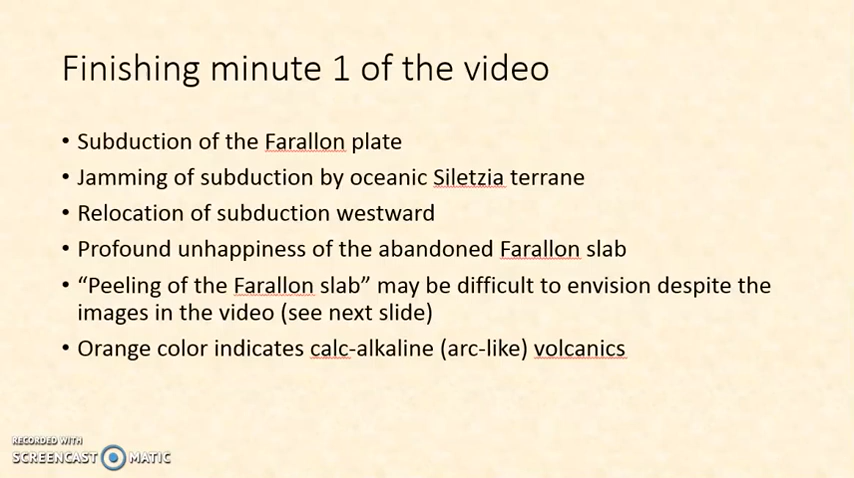 Finishing minute 1 of the video
• Subduction of the Farallon plate
• Jamming of subduction by oceanic Siletzia terrane
• Relocation of subduction westward
• Profound unhappiness of the abandoned Farallon slab
• “Peeling of the Farallon slab” may be difficult to envision despite the
images in the video (see next slide)
• Orange color indicates calc-alkaline (arc-like) volcanics
RECORDED WITH
SCREENCAST MATIC